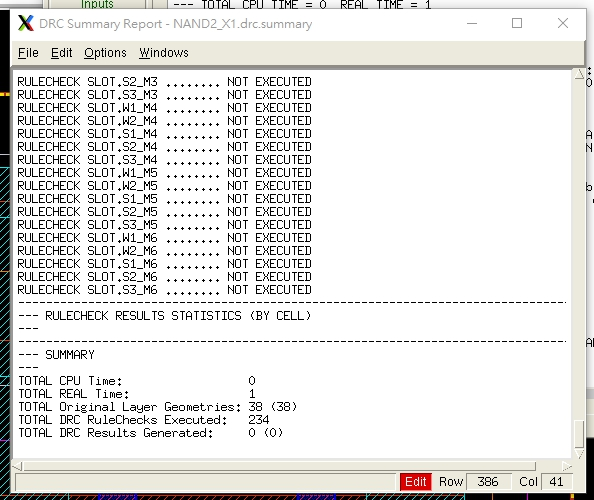 Inputs
--- TOTAL CPU TIME = 0  REAL TIME = 1
DRC Summary Report - NAND2_X1.drc.summary
File Edit Options Windows
RULECHECK SLOT.S2_M3 ........ NOT EXECUTED
RULECHECK SLOT.S3_M3 ........ NOT EXECUTED
RULECHECK SLOT.W1_M4 ........ NOT EXECUTED
RULECHECK SLOT.W2_M4 ........ NOT EXECUTED
RULECHECK SLOT.S1_M4 ........ NOT EXECUTED
RULECHECK SLOT.S2_M4 ........ NOT EXECUTED
RULECHECK SLOT.S3_M4 ........ NOT EXECUTED
RULECHECK SLOT.W1_M5 ........ NOT EXECUTED
RULECHECK SLOT.W2_M5 ........ NOT EXECUTED
RULECHECK SLOT.S1_M5 ........ NOT EXECUTED
RULECHECK SLOT.S2_M5 ........ NOT EXECUTED
RULECHECK SLOT.S3_M5 ........ NOT EXECUTED
RULECHECK SLOT.W1_M6 ........ NOT EXECUTED
RULECHECK SLOT.W2_M6 ........ NOT EXECUTED
RULECHECK SLOT.S1_M6 ........ NOT EXECUTED
RULECHECK SLOT.S2_M6 ........ NOT EXECUTED
RULECHECK SLOT.S3_M6 ........ NOT EXECUTED
----------------------------------------------------------------------------------
--- RULECHECK RESULTS STATISTICS (BY CELL)
---
----------------------------------------------------------------------------------
--- SUMMARY
---
TOTAL CPU Time:                  0
TOTAL REAL Time:                 1
TOTAL Original Layer Geometries: 38 (38)
TOTAL DRC RuleChecks Executed:   234
TOTAL DRC Results Generated:     0 (0)
Edit Row 386 Col 41